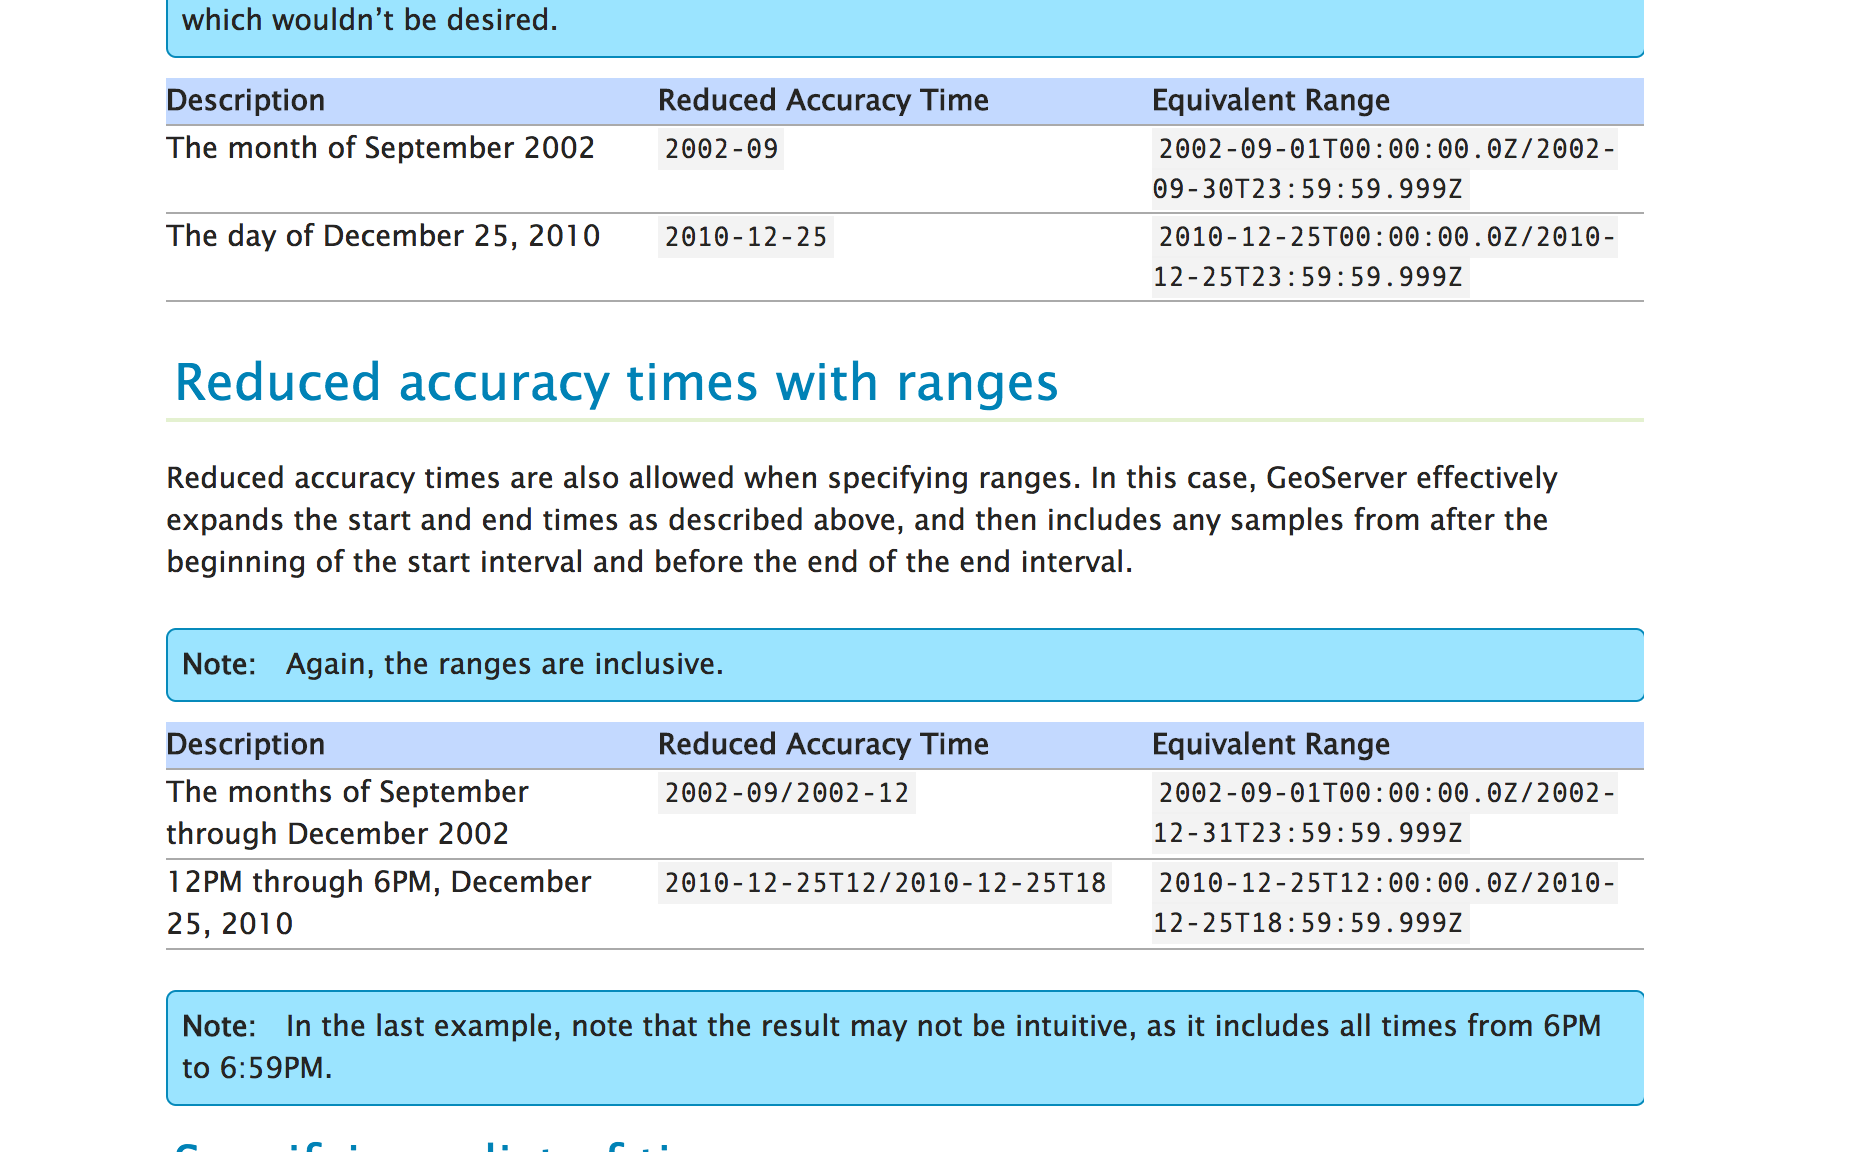 which wouldn’t be desired.
Description Reduced Accuracy Time Equivalent Range
The month of September 2002 2002-09 2002-09-01T00:00:00.0Z/2002-
09-30T23:59:59.999Z
The day of December 25, 2010 2010-12-25 2010-12-25T00:00:00.0Z/2010-
12-25T23:59:59.999Z
Reduced accuracy times with ranges
Reduced accuracy times are also allowed when specifying ranges. In this case, GeoServer effectively
expands the start and end times as described above, and then includes any samples from after the
beginning of the start interval and before the end of the end interval.
Note: Again, the ranges are inclusive.
Description Reduced Accuracy Time Equivalent Range
The months of September 2002-09/2002-12 2002-09-01T00:00:00.0Z/2002-
through December 2002 12-31T23:59:59.999Z
12PM through 6PM, December 2010-12-25T12/2010-12-25T18 2010-12-25T12:00:00.0Z/2010-
25, 2010 12-25T18:59:59.999Z
Note: In the last example, note that the result may not be intuitive, as it includes all times from 6PM
to 6:59PM.